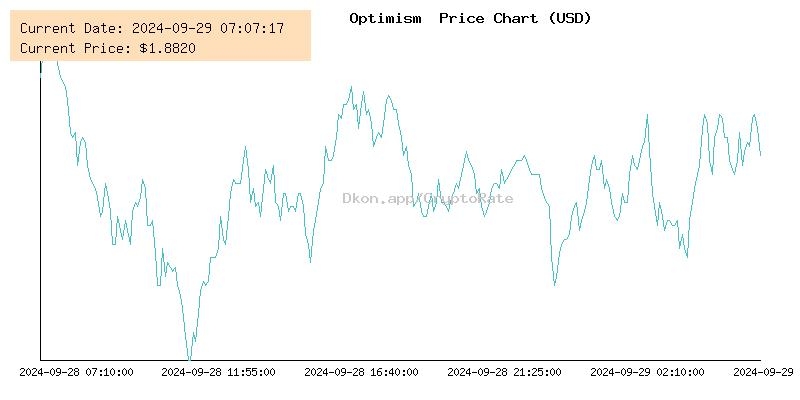 Optimism  Price Chart (USD)
Current Date: 2024-09-29 07:07:17
Current Price: $1.8820
Dkon.app/CryptoRate
2024-09-28 07:10:00 2024-09-28 11:55:00 2024-09-28 16:40:00 2024-09-28 21:25:00 2024-09-29 02:10:00 2024-09-29